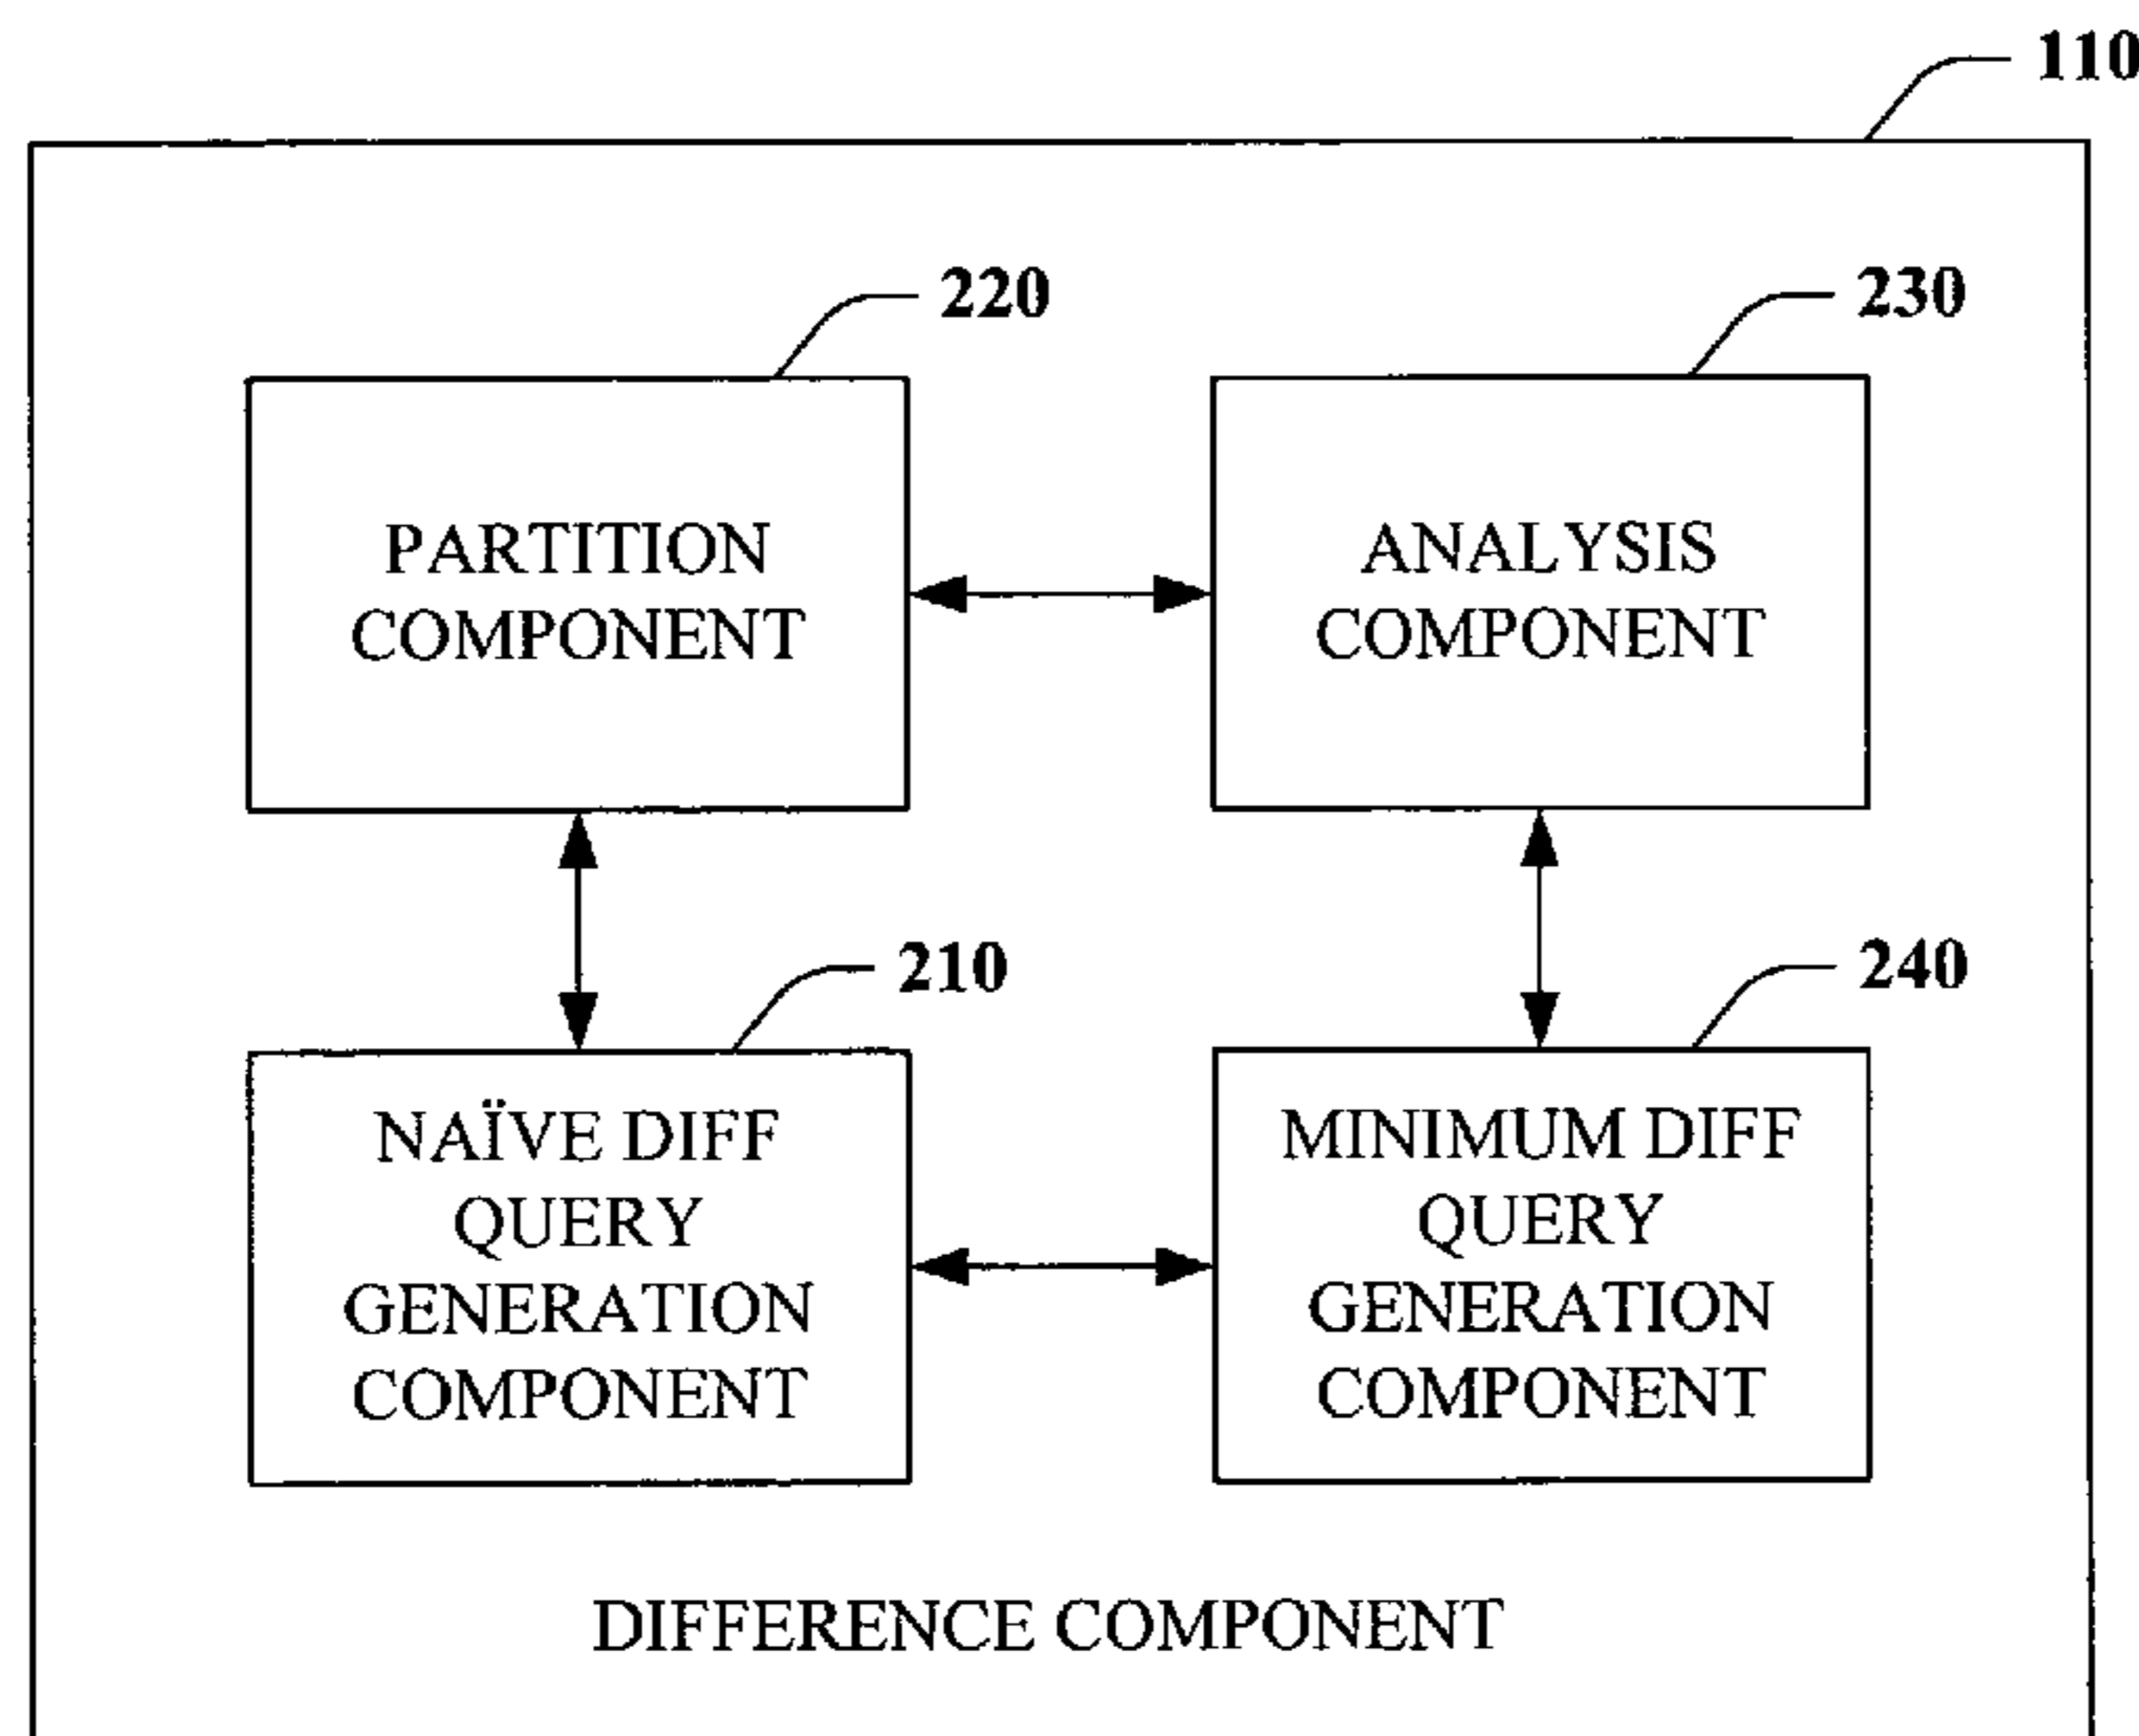 110
220
230
PARTITION
COMPONENT
ANALYSIS
COMPONENT
210
240
NAÏVE DIFF
QUERY
GENERATION
COMPONENT
MINIMUM DIFF
QUERY
GENERATION
COMPONENT
DIFFERENCE COMPONENT